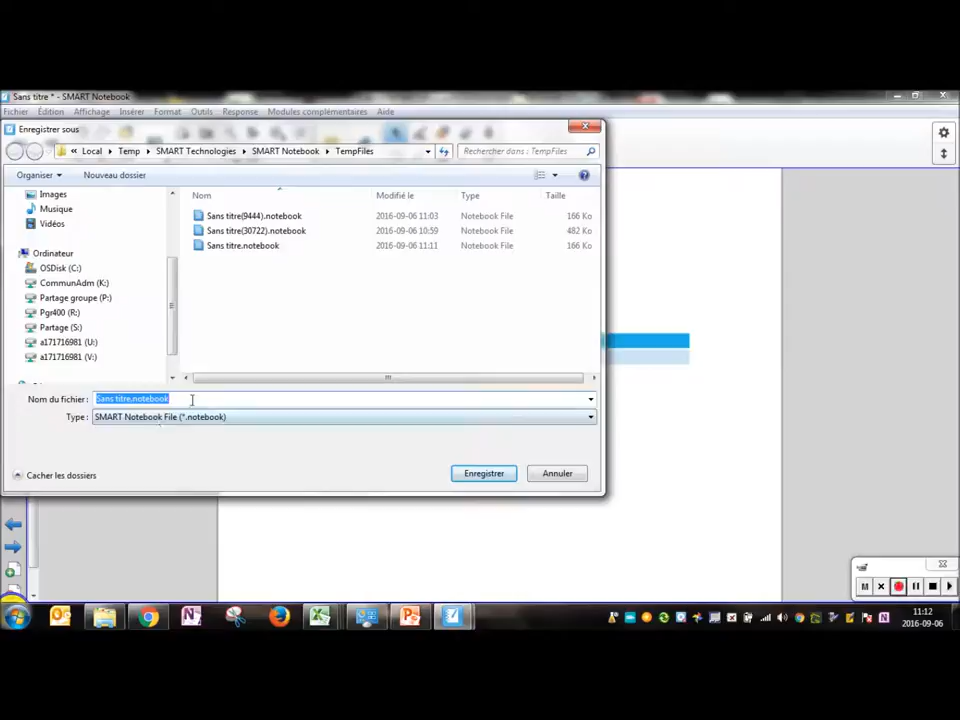 Sans titre * - SMART Notebook
Fichier Édition Affichage Insérer Format Outils Réponse Modules complémentaires Aide
Enregistrer sous
« Local Temp SMART Technologies SMART Notebook TempFiles
Rechercher dans : TempFiles
Organiser Nouveau dossier
Nom Modifié le Type Taille
Images
Musique
Vidéos
Ordinateur
OSDisk (C:)
CommunAdm (K:)
Partage groupe (P:)
Pgr400 (R:)
Partage (S:)
a171716981 (U:)
a171716981 (V:)
Sans titre(9444).notebook 2016-09-06 11:03 Notebook File 166 Ko
Sans titre(30722).notebook 2016-09-06 10:59 Notebook File 482 Ko
Sans titre.notebook 2016-09-06 11:11 Notebook File 166 Ko
Nom du fichier : Sans titre.notebook
Type : SMART Notebook File (*.notebook)
Cacher les dossiers
Enregistrer Annuler
M
11:12
2016-09-06